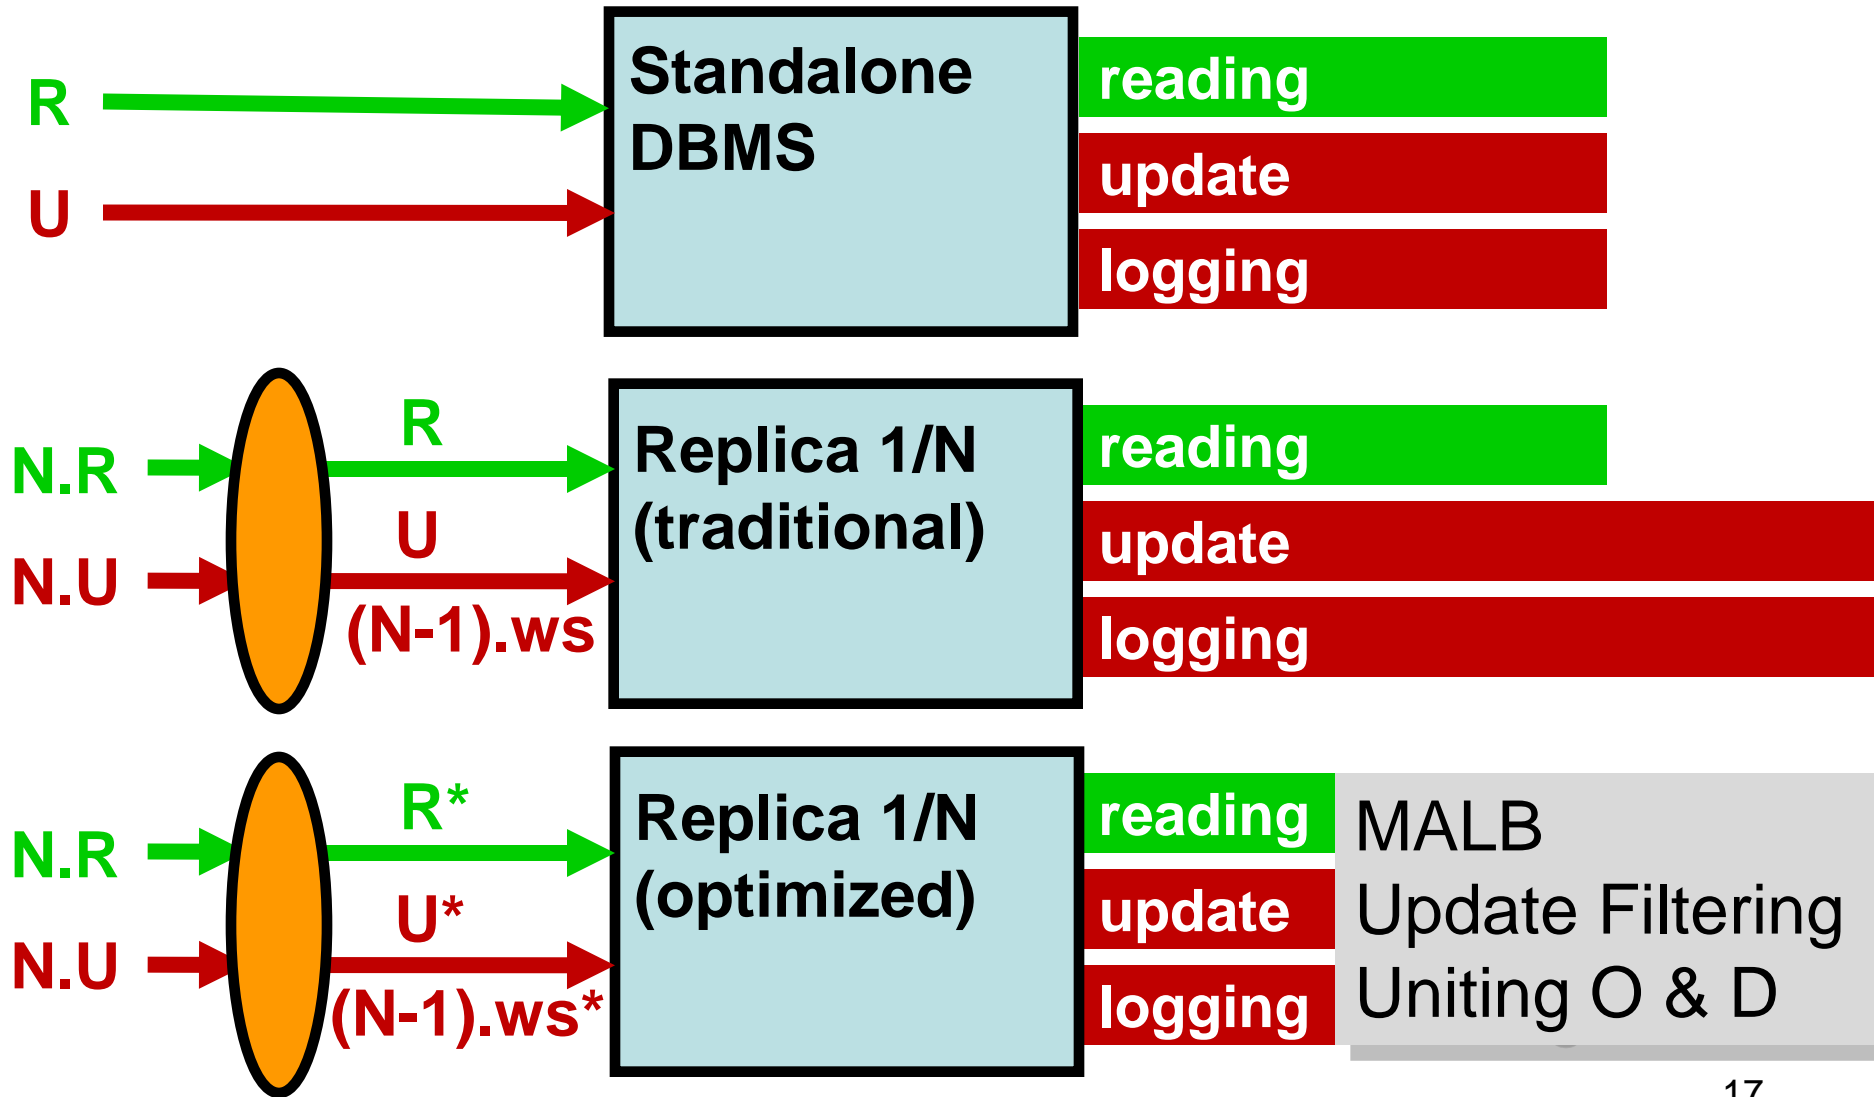 R
U
Standalone
DBMS
reading
update
logging
N.R
N.U
R
U
(N-1).ws
Replica 1/N
(traditional)
reading
update
logging
N.R
N.U
R*
U*
(N-1).ws*
Replica 1/N
(optimized)
reading
update
logging
MALB
Update Filtering
Uniting O & D
17